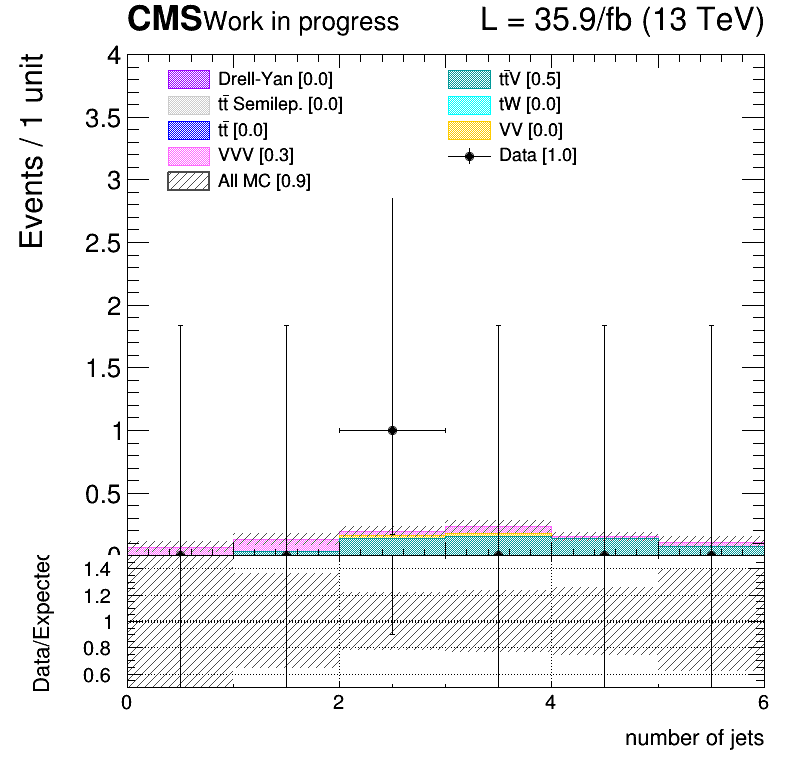 CMS Work in progress L = 35.9/fb (13 TeV)
Events / 1 unit
4
3.5
3
2.5
2
1.5
1
0.5
0
Drell-Yan [0.0]
tt̄ Semilep. [0.0]
tt̄ [0.0]
VVV [0.3]
All MC [0.9]
tt̄V [0.5]
tW [0.0]
VV [0.0]
Data [1.0]
Data/Expected
1.4
1.2
1
0.8
0.6
0 2 4 6
number of jets